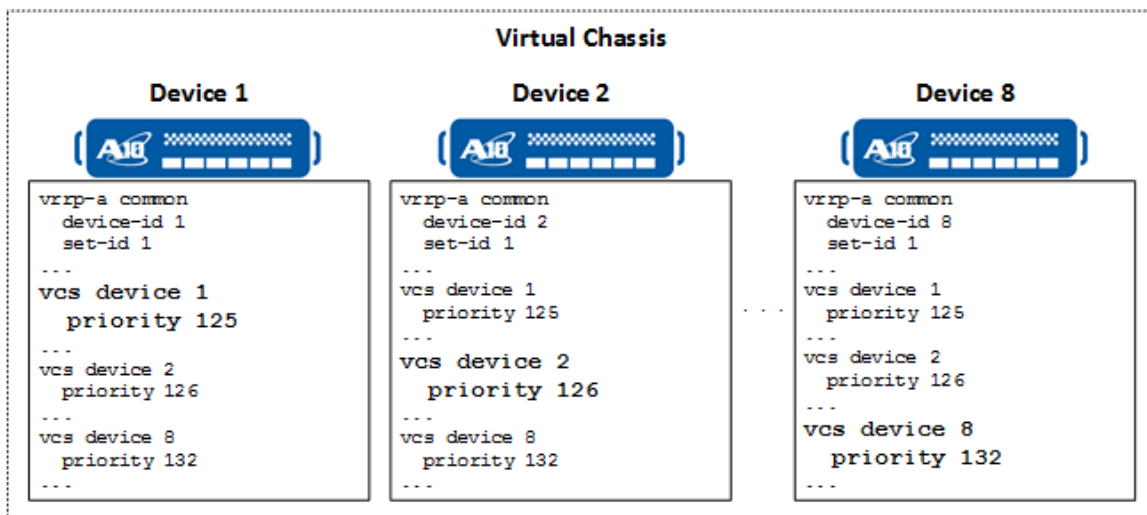 Virtual Chassis
Device 1
A10
vrrp-a common
device-id 1
set-id 1
...
vcs device 1
priority 125
...
vcs device 2
priority 126
...
vcs device 8
priority 132
...
Device 2
A10
vrrp-a common
device-id 2
set-id 1
...
vcs device 1
priority 125
...
vcs device 2
priority 126
...
vcs device 8
priority 132
...
. . .
Device 8
A10
vrrp-a common
device-id 8
set-id 1
...
vcs device 1
priority 125
...
vcs device 2
priority 126
...
vcs device 8
priority 132
...